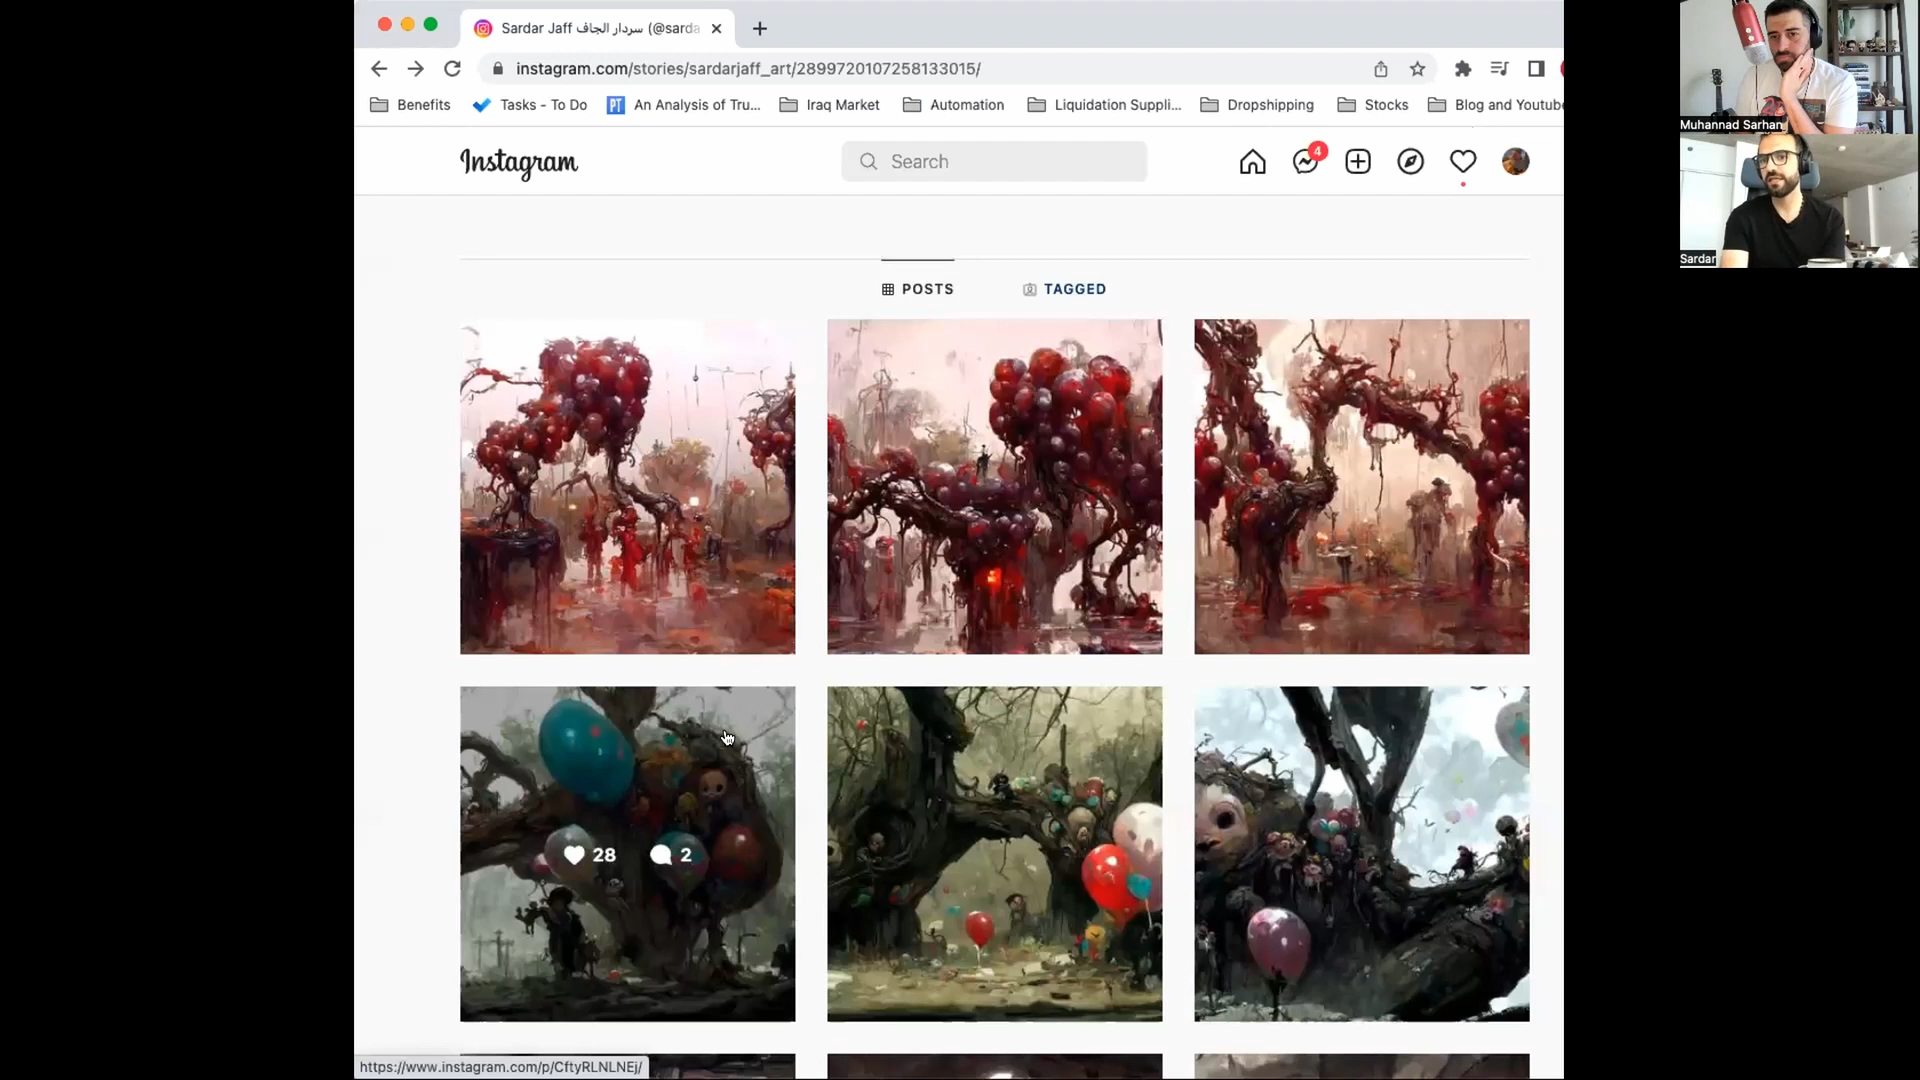 Sardar Jaff سردار الجاف (@sarda
instagram.com/stories/sardarjaff_art/2899720107258133015/
Benefits
Tasks - To Do
An Analysis of Tru...
Iraq Market
Automation
Liquidation Suppli...
Dropshipping
Stocks
Blog and Youtube
Instagram
Search
4
POSTS
TAGGED
28
2
https://www.instagram.com/p/CftyRLNLNEj/
Muhannad Sarhan
Sardar